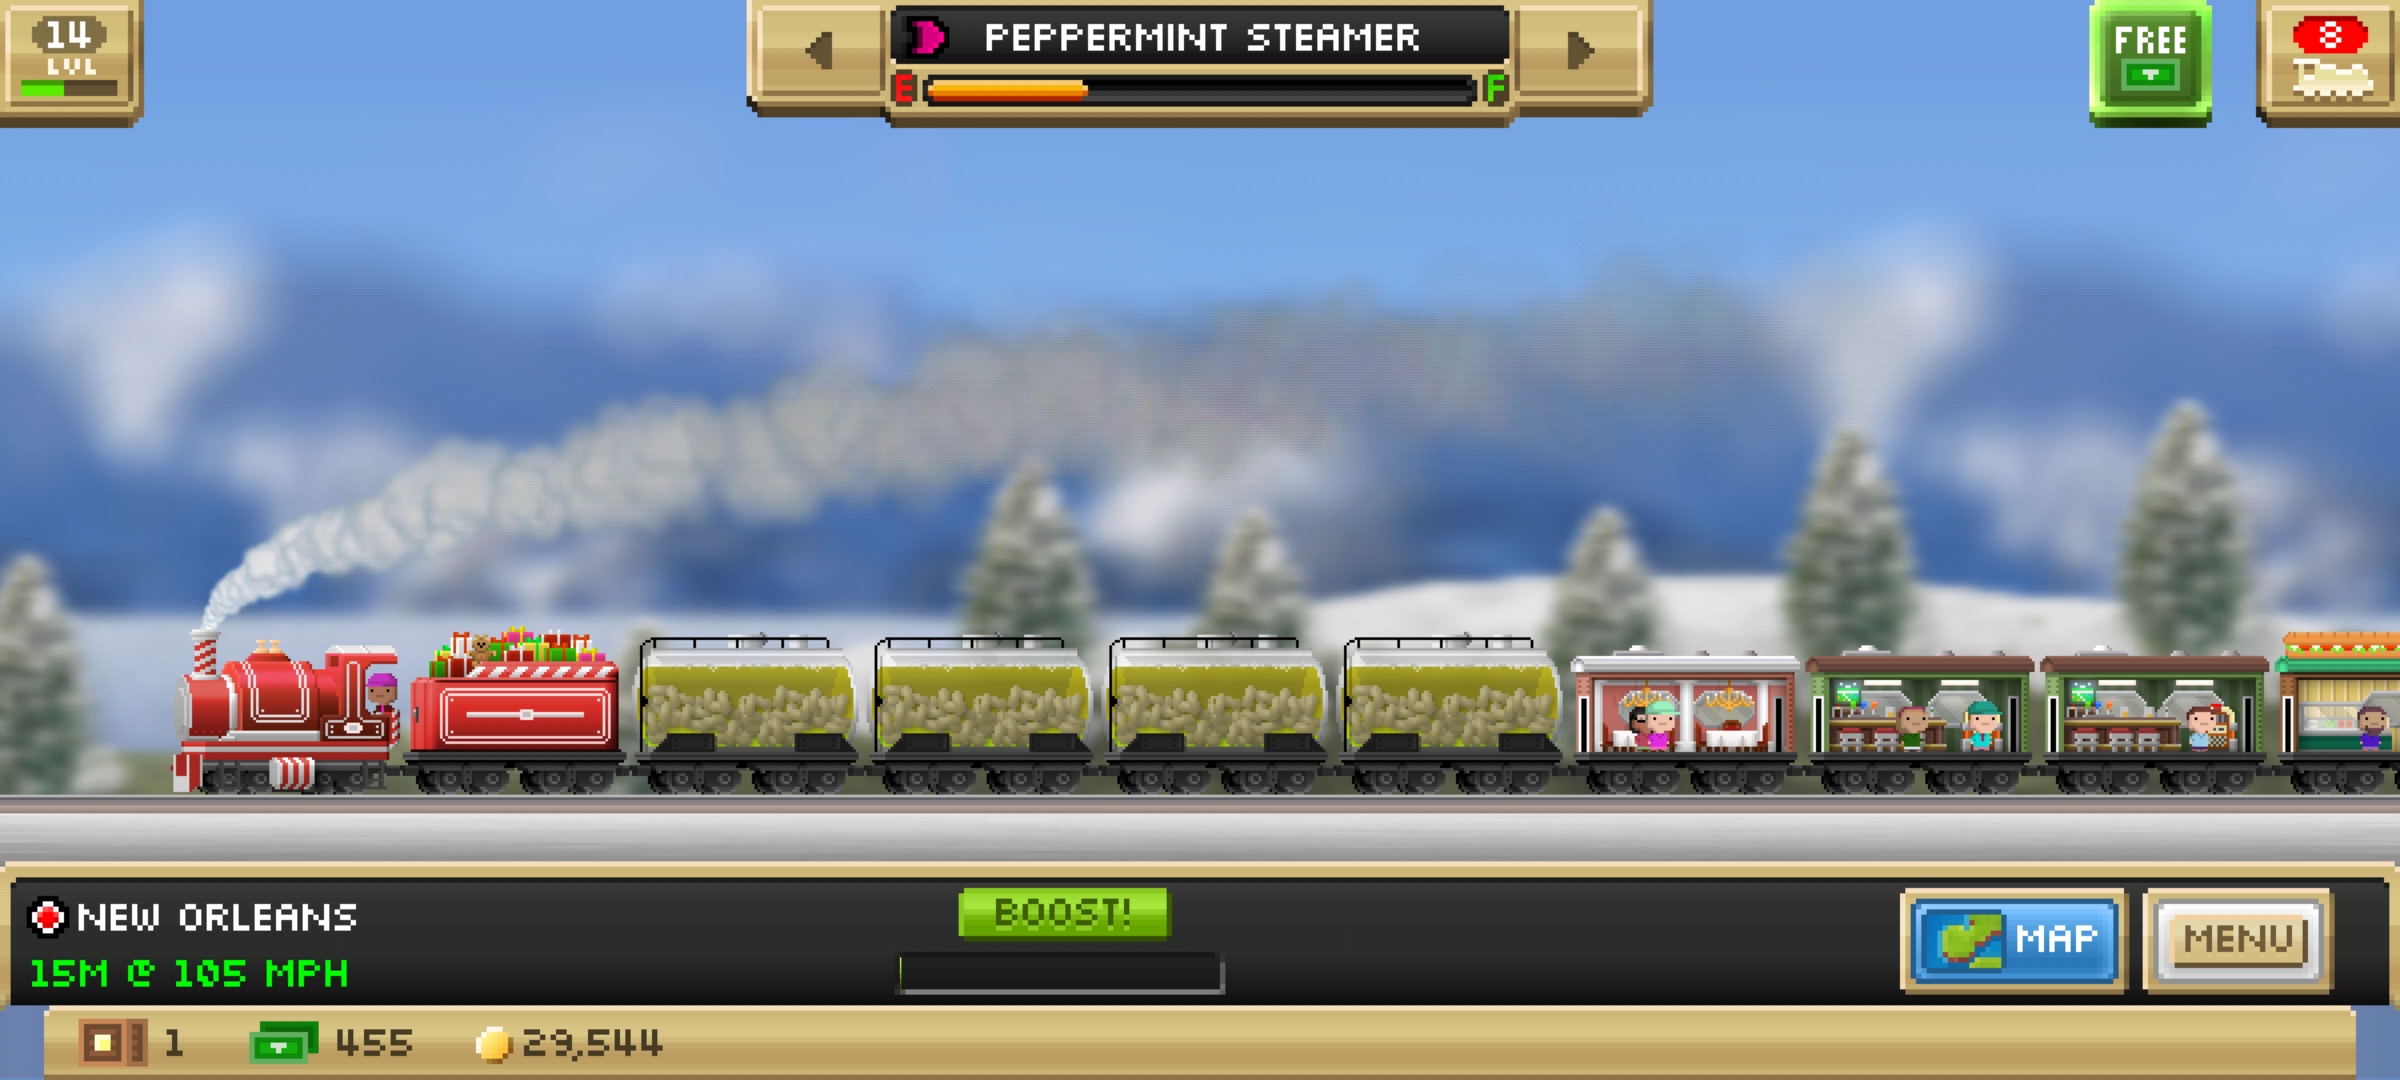 14
LVL
PEPPERMINT STEAMER
E F
FREE
8
NEW ORLEANS
15M @ 105 MPH
BOOST!
MAP
MENU
1 455 29,544